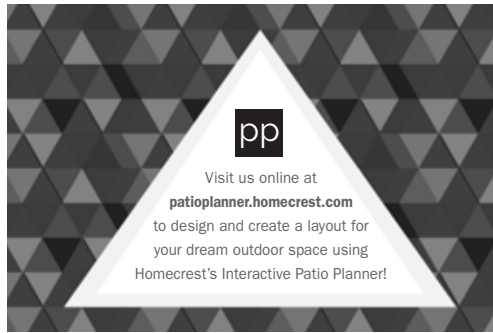 pp
Visit us online at
patioplanner.homecrest.com
to design and create a layout for
your dream outdoor space using
Homecrest's Interactive Patio Planner!